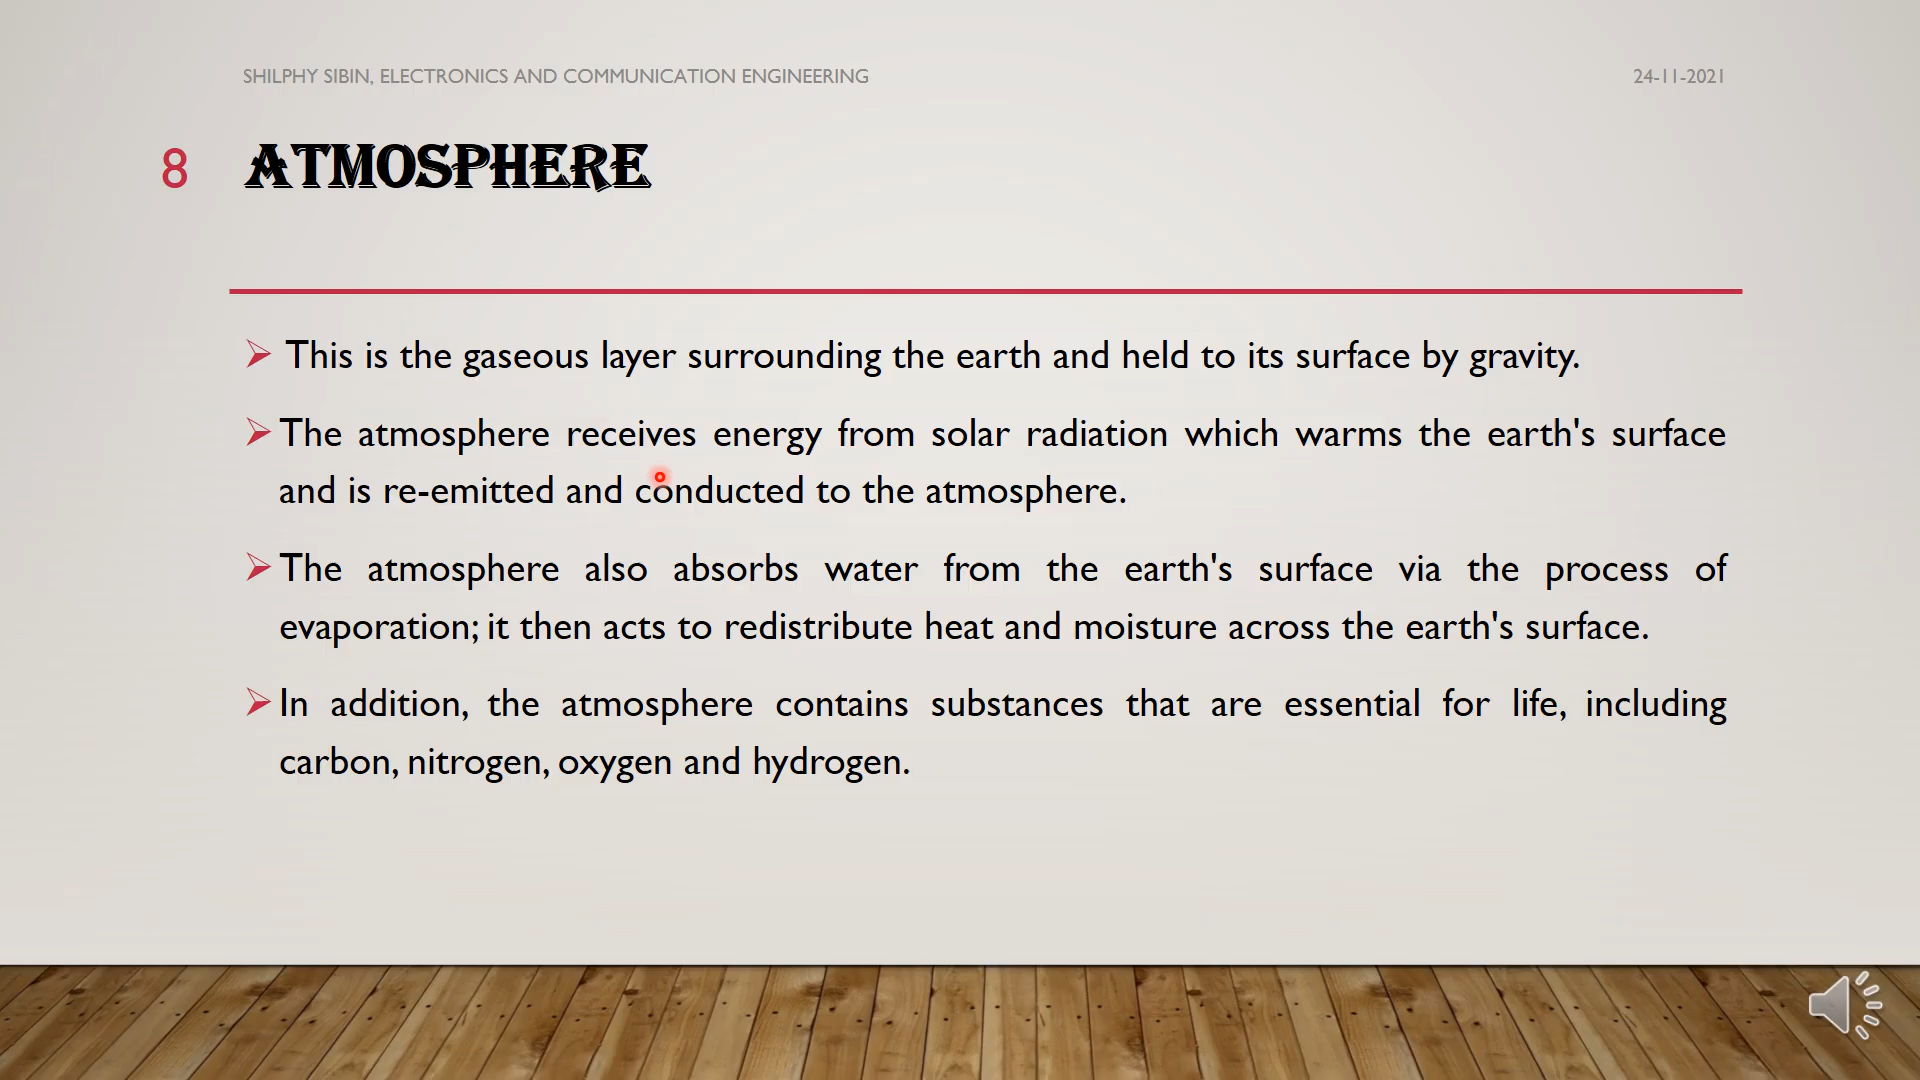 SHILPHY SIBIN, ELECTRONICS AND COMMUNICATION ENGINEERING
24-11-2021
8
ATMOSPHERE
This is the gaseous layer surrounding the earth and held to its surface by gravity.
The atmosphere receives energy from solar radiation which warms the earth's surface
and is re-emitted and conducted to the atmosphere.
The atmosphere also absorbs water from the earth's surface via the process of
evaporation; it then acts to redistribute heat and moisture across the earth's surface.
In addition, the atmosphere contains substances that are essential for life, including
carbon, nitrogen, oxygen and hydrogen.